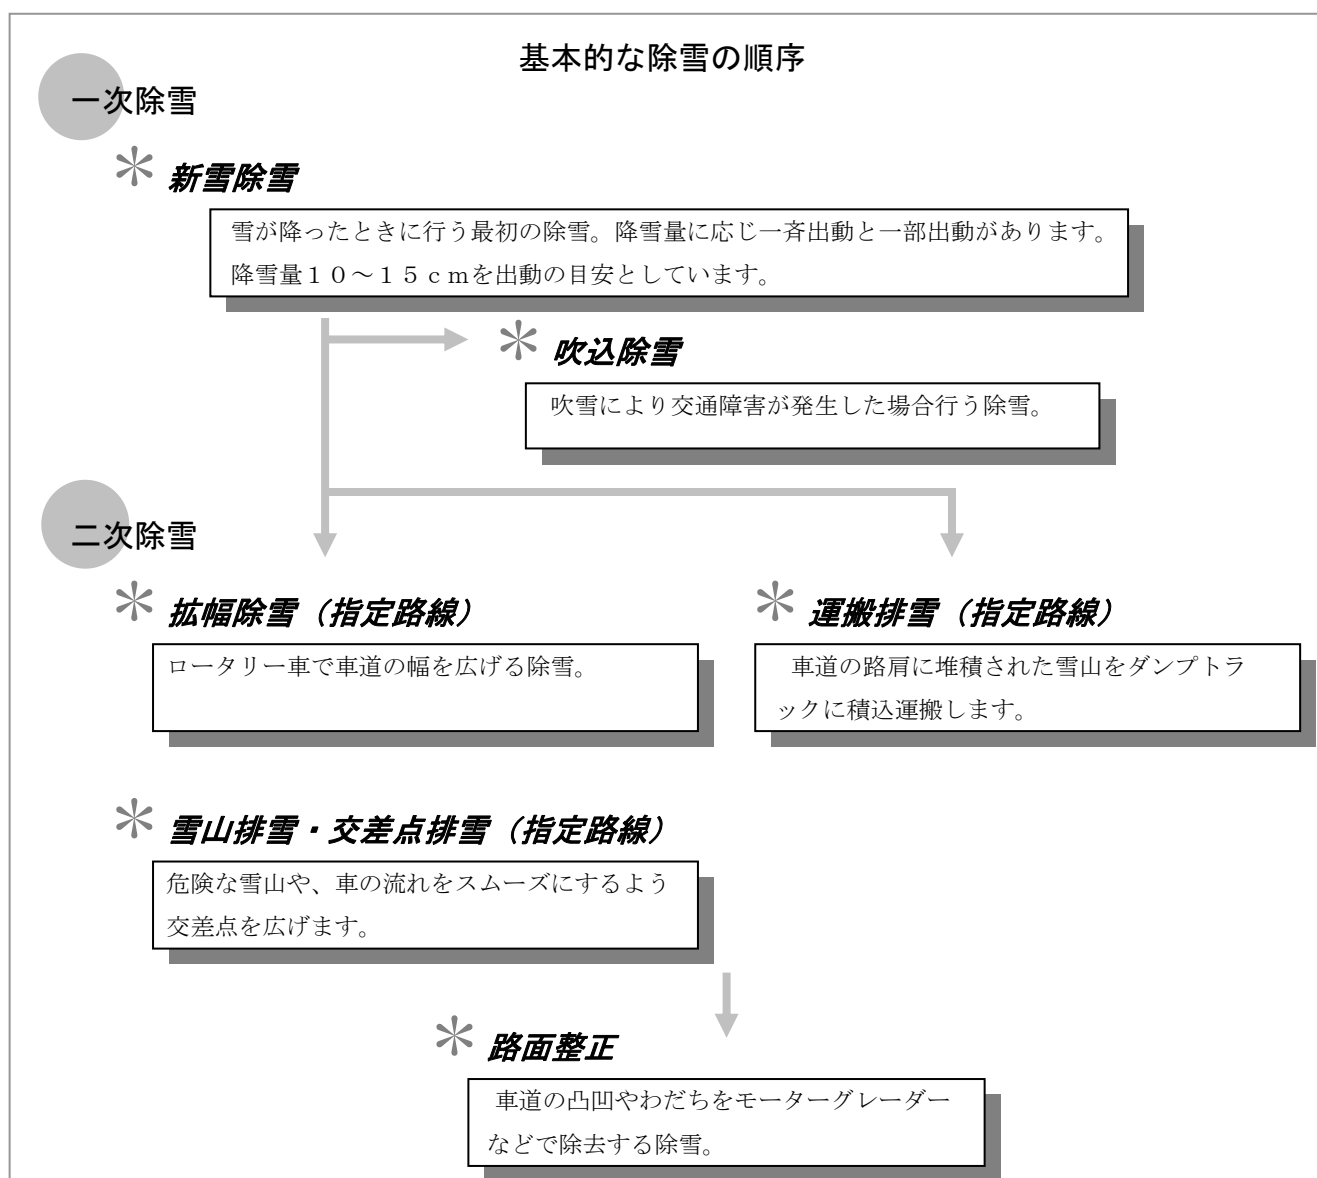 基本的な除雪の順序
一次除雪
＊ 新雪除雪
雪が降ったときに行う最初の除雪。降雪量に応じ一斉出動と一部出動があります。
降雪量１０～１５ｃｍを出動の目安としています。
＊ 吹込除雪
吹雪により交通障害が発生した場合行う除雪。
二次除雪
＊ 拡幅除雪（指定路線）
ロータリー車で車道の幅を広げる除雪。
＊ 運搬排雪（指定路線）
車道の路肩に堆積された雪山をダンプトラ
ックに積込運搬します。
＊ 雪山排雪・交差点排雪（指定路線）
危険な雪山や、車の流れをスムーズにするよう
交差点を広げます。
＊ 路面整正
車道の凸凹やわだちをモーターグレーダー
などで除去する除雪。